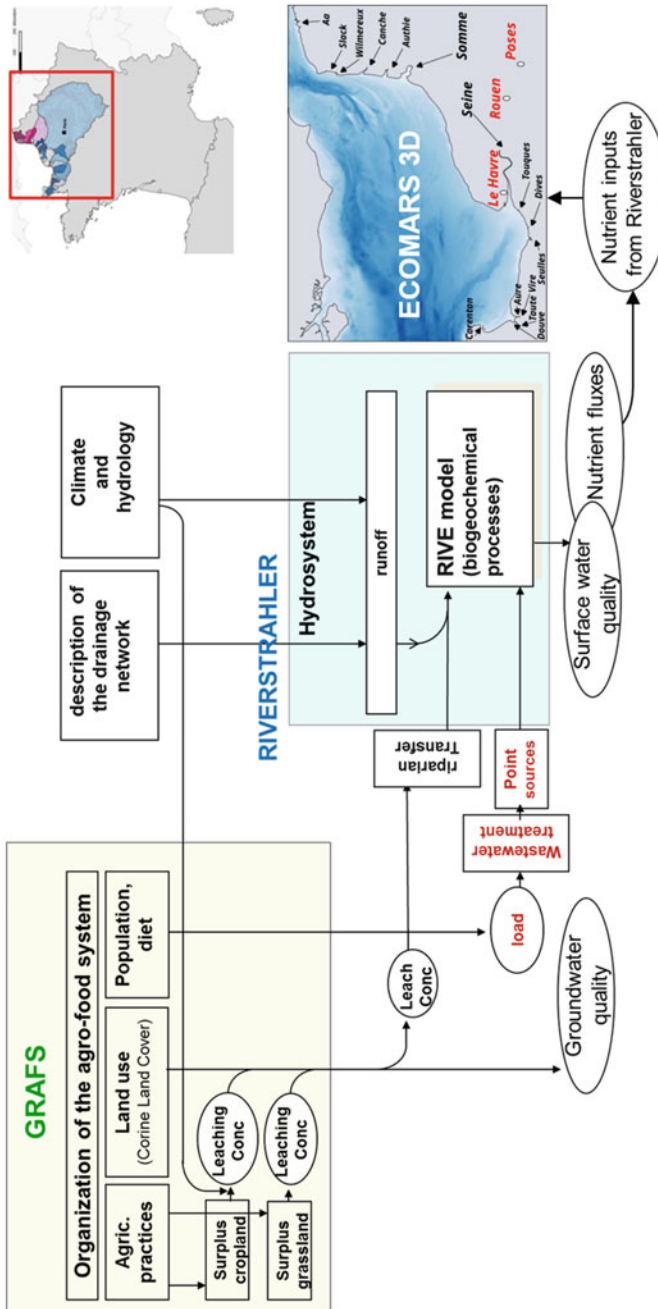 GRAFS
Organization of the agro-food system
Agric.
practices
Land use
(Corine Land Cover)
Population,
diet
Surplus
cropland
Leaching
Conc
Surplus
grassland
Leaching
Conc
Leach
Conc
load
Groundwater
quality
description of
the drainage
network
Climate
and
hydrology
RIVERSTRAHLER
Hydrosystem
runoff
riparian
Transfer
Wastewater
treatment
Point
sources
RIVE model
(biogeochemical
processes)
Surface water
quality
Nutrient fluxes
Nutrient inputs
from Riverstrahler
ECOMARS 3D
Aa
Slack
Wilmereux
Canche
Authie
Somme
Seine
Le Havre
Rouen
Poses
Touques
Dives
Seulles
Aure
Taute Vire
Douve
Carentan